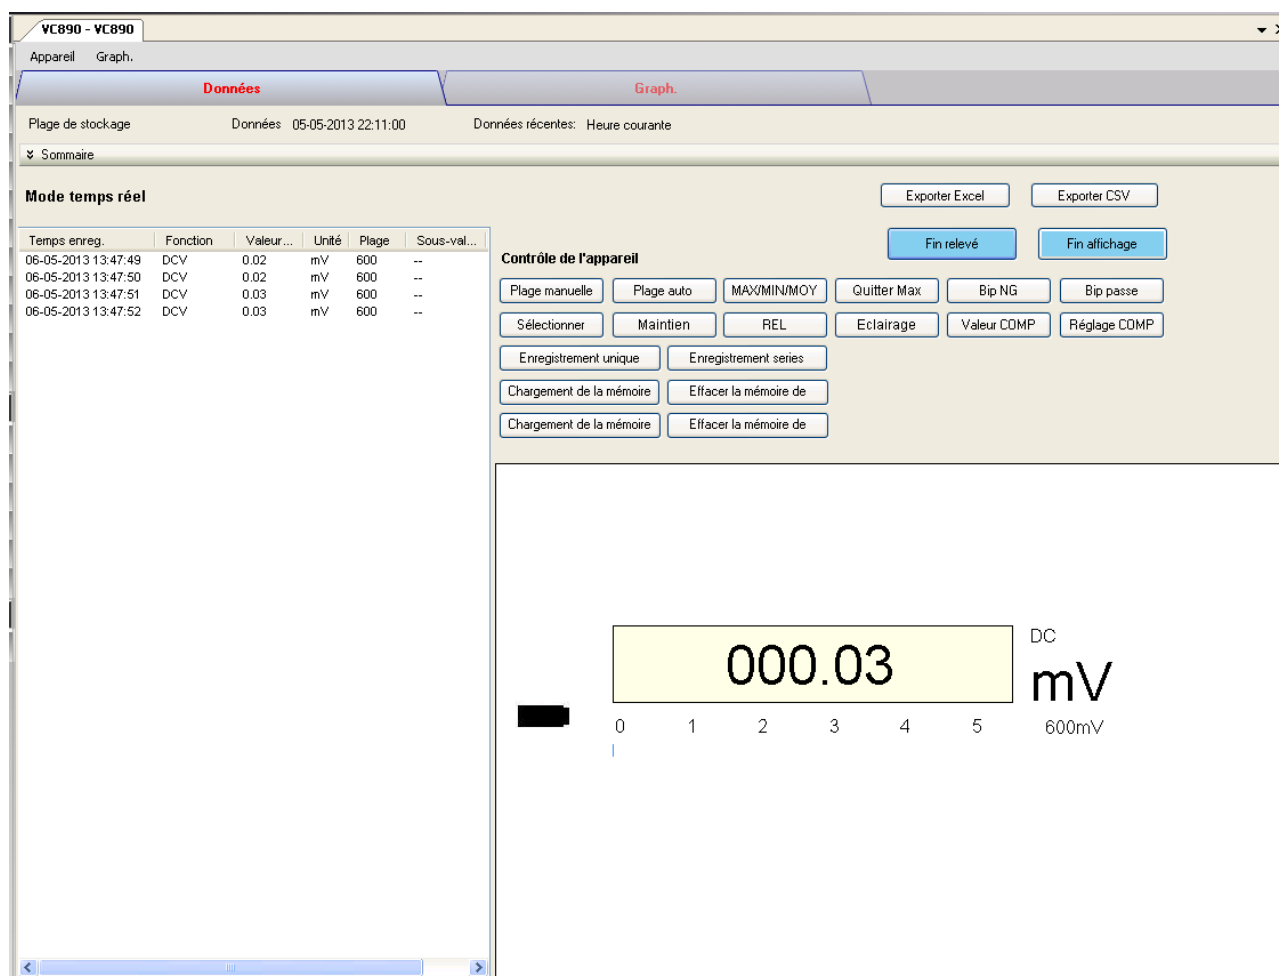 VC890 - VC890
Appareil Graph.
Données Graph.
Plage de stockage Données 05-05-2013 22:11:00 Données récentes: Heure courante
Sommaire
Mode temps réel
Exporter Excel Exporter CSV
Fin relevé Fin affichage
Temps enreg. Fonction Valeur... Unité Plage Sous-val...
06-05-2013 13:47:49 DCV 0.02 mV 600 --
06-05-2013 13:47:50 DCV 0.02 mV 600 --
06-05-2013 13:47:51 DCV 0.03 mV 600 --
06-05-2013 13:47:52 DCV 0.03 mV 600 --
Contrôle de l'appareil
Plage manuelle Plage auto MAX/MIN/MOY Quitter Max Bip NG Bip passe
Sélectionner Maintien REL Eclairage Valeur COMP Réglage COMP
Enregistrement unique Enregistrement series
Chargement de la mémoire Effacer la mémoire de
Chargement de la mémoire Effacer la mémoire de
DC
000.03 mV
0 1 2 3 4 5 600mV